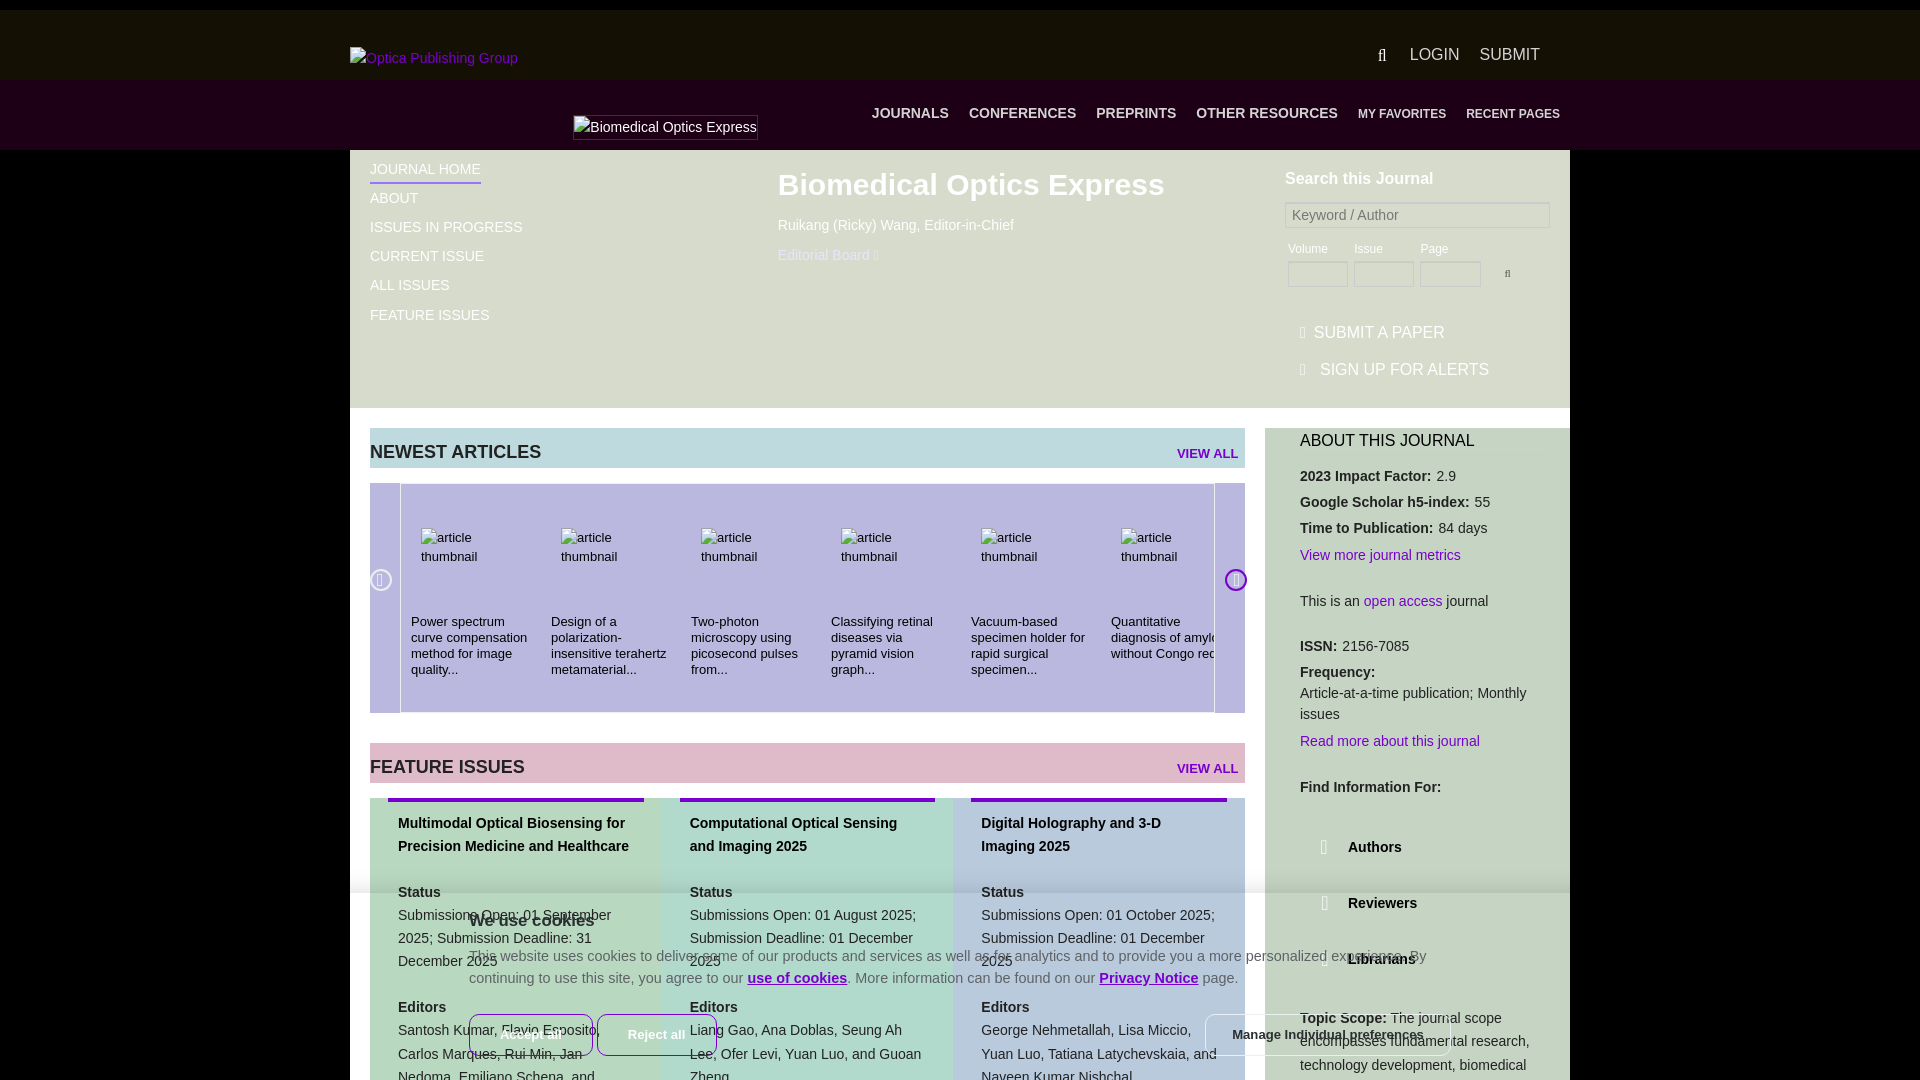 Optica Publishing Group
LOGIN SUBMIT
Biomedical Optics Express
JOURNALS CONFERENCES PREPRINTS OTHER RESOURCES MY FAVORITES RECENT PAGES
JOURNAL HOME
ABOUT
ISSUES IN PROGRESS
CURRENT ISSUE
ALL ISSUES
FEATURE ISSUES
Biomedical Optics Express
Ruikang (Ricky) Wang, Editor-in-Chief
Editorial Board
Search this Journal
Keyword / Author
Volume Issue Page
SUBMIT A PAPER
SIGN UP FOR ALERTS
NEWEST ARTICLES VIEW ALL
article
thumbnail
Power spectrum
curve compensation
method for image
quality...
article
thumbnail
Design of a
polarization-
insensitive terahertz
metamaterial...
article
thumbnail
Two-photon
microscopy using
picosecond pulses
from...
article
thumbnail
Classifying retinal
diseases via
pyramid vision
graph...
article
thumbnail
Vacuum-based
specimen holder for
rapid surgical
specimen...
article
thumbnail
Quantitative
diagnosis of
without Congo
FEATURE ISSUES VIEW ALL
Multimodal Optical Biosensing for
Precision Medicine and Healthcare
Status
Submissions Open: 01 September
2025; Submission Deadline: 31
December 2025
Editors
Santosh Kumar, Flavio Esposito,
Carlos Marques, Rui Min, Jan
Nedoma, Emiliano Schena, and
Computational Optical Sensing
and Imaging 2025
Status
Submissions Open: 01 August 2025;
Submission Deadline: 01 December
2025
Editors
Liang Gao, Ana Doblas, Seung Ah
Lee, Ofer Levi, Yuan Luo, and Guoan
Zheng
Digital Holography and 3-D
Imaging 2025
Status
Submissions Open: 01 October 2025;
Submission Deadline: 01 December
2025
Editors
George Nehmetallah, Lisa Miccio,
Yuan Luo, Tatiana Latychevskaia, and
Naveen Kumar Nishchal
ABOUT THIS JOURNAL
2023 Impact Factor: 2.9
Google Scholar h5-index: 55
Time to Publication: 84 days
View more journal metrics
This is an open access journal
ISSN: 2156-7085
Frequency:
Article-at-a-time publication; Monthly
issues
Read more about this journal
Find Information For:
Authors
Reviewers
Librarians
Topic Scope: The journal scope
encompasses fundamental research,
technology development, biomedical
We use cookies
This website uses cookies to deliver some of our products and services as well as for analytics and to provide you a more personalized experience. By
continuing to use this site, you agree to our use of cookies. More information can be found on our Privacy Notice page.
Accept all Reject all Manage Individual preferences